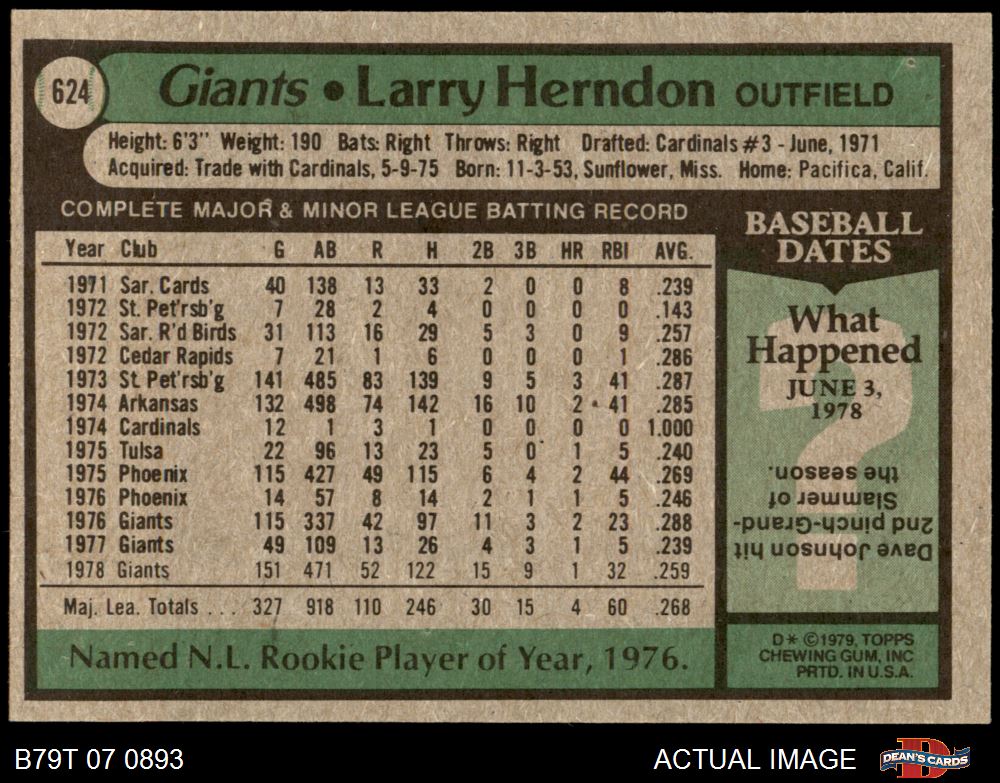 624
Giants • Larry Herndon OUTFIELD
Height: 6'3" Weight: 190 Bats: Right Throws: Right Drafted: Cardinals #3 - June, 1971
Acquired: Trade with Cardinals, 5-9-75 Born: 11-3-53, Sunflower, Miss. Home: Pacifica, Calif.
COMPLETE MAJOR & MINOR LEAGUE BATTING RECORD
Year Club G AB R H 2B 3B HR RBI AVG.
1971 Sar. Cards 40 138 13 33 2 0 0 8 .239
1972 St. Pet'rsb'g 7 28 2 4 0 0 0 0 .143
1972 Sar. R'd Birds 31 113 16 29 5 3 0 9 .257
1972 Cedar Rapids 7 21 1 6 0 0 0 1 .286
1973 St. Pet'rsb'g 141 485 83 139 9 5 3 41 .287
1974 Arkansas 132 498 74 142 16 10 2 41 .285
1974 Cardinals 12 1 3 1 0 0 0 0 1.000
1975 Tulsa 22 96 13 23 5 0 1 5 .240
1975 Phoenix 115 427 49 115 6 4 2 44 .269
1976 Phoenix 14 57 8 14 2 1 1 5 .246
1976 Giants 115 337 42 97 11 3 2 23 .288
1977 Giants 49 109 13 26 4 3 1 5 .239
1978 Giants 151 471 52 122 15 9 1 32 .259
Maj. Lea. Totals . . . 327 918 110 246 30 15 4 60 .268
Named N.L. Rookie Player of Year, 1976.
BASEBALL
DATES
?
What
Happened
JUNE 3,
1978
Dave Johnson hit
2nd pinch-Grand-
Slammer of
the season.
D* ©1979, TOPPS
CHEWING GUM, INC
PRTD. IN U.S.A.
B79T 07 0893
ACTUAL IMAGE
D
DEAN'S CARDS